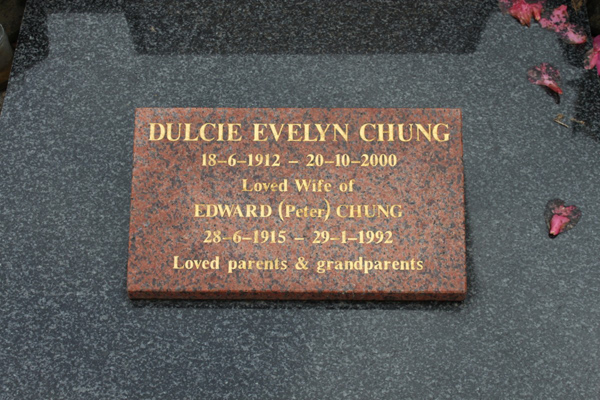 DULCIE EVELYN CHUNG
18–6–1912 – 20–10–2000
Loved Wife of
EDWARD (Peter) CHUNG
28–6–1915 – 29–1–1992
Loved parents & grandparents